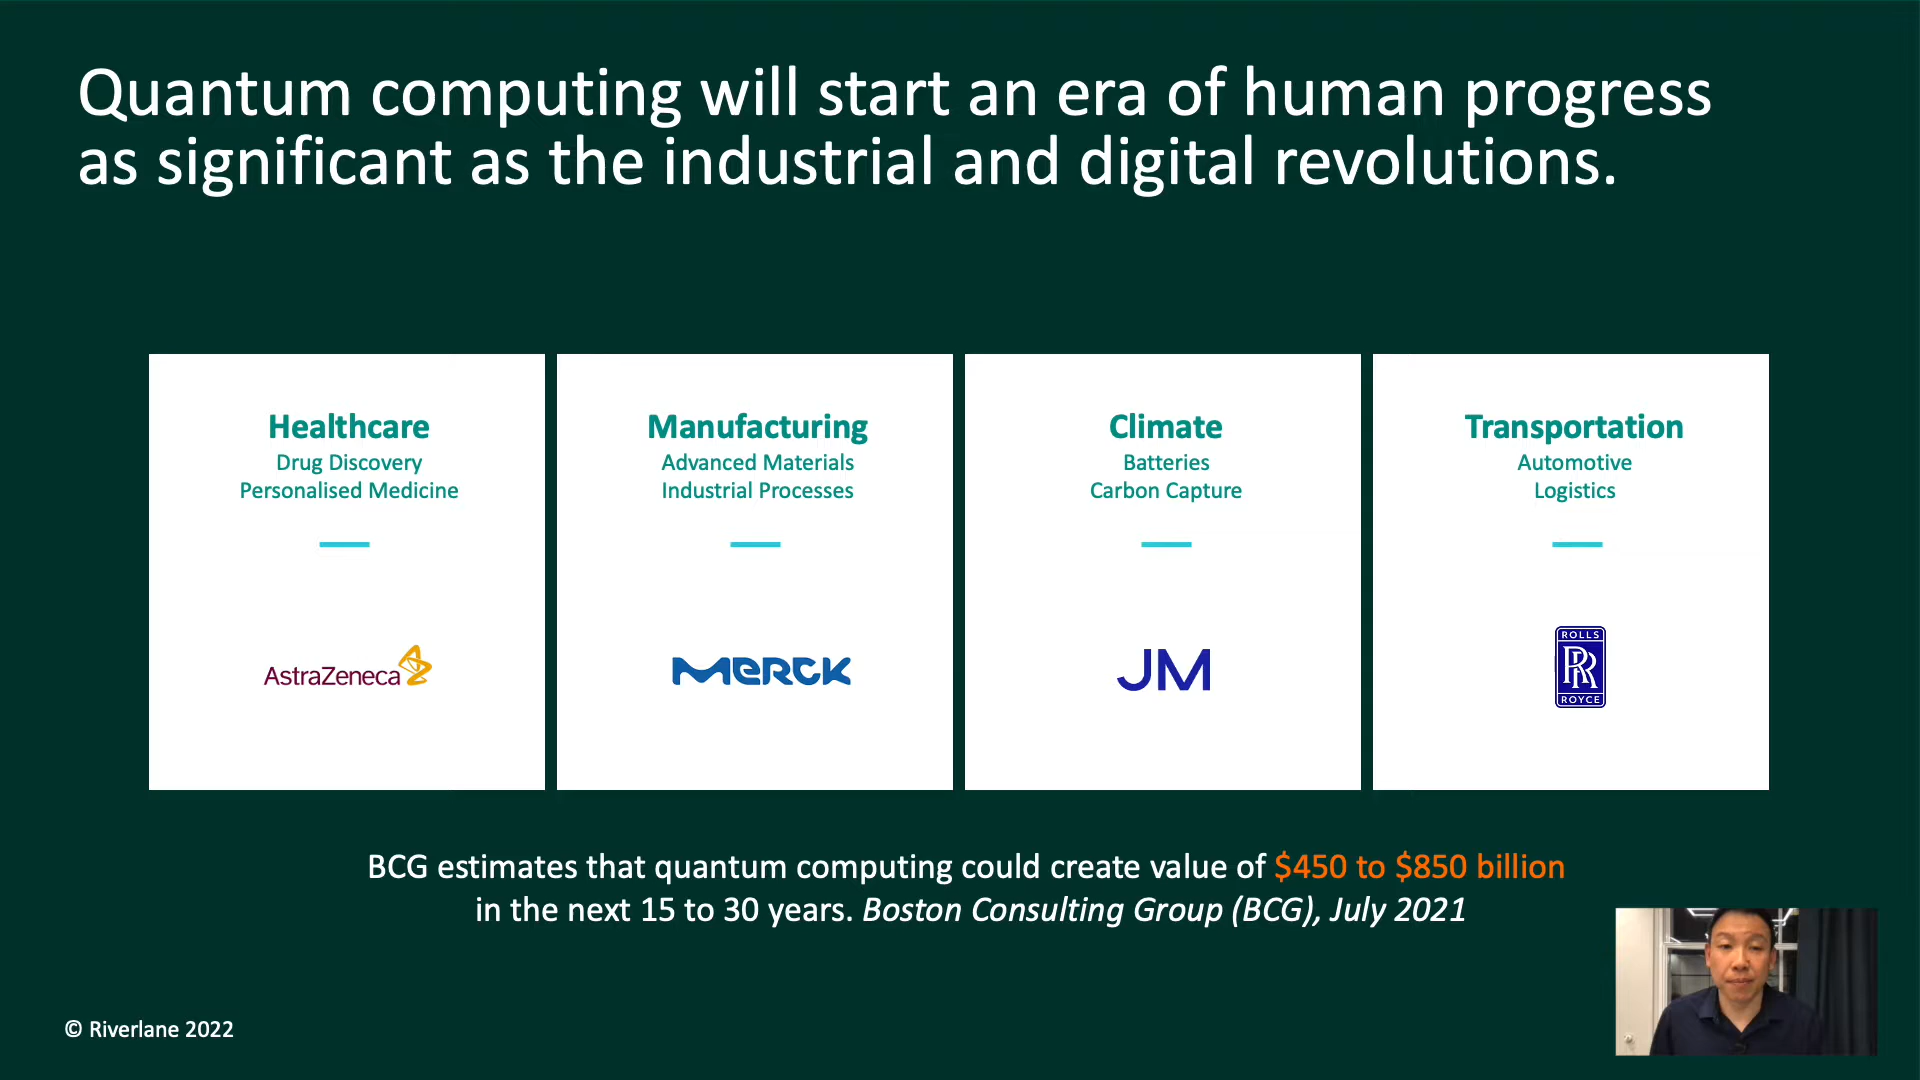 Quantum computing will start an era of human progress
as significant as the industrial and digital revolutions.
Healthcare
Drug Discovery
Personalised Medicine
AstraZeneca
Manufacturing
Advanced Materials
Industrial Processes
MERCK
Climate
Batteries
Carbon Capture
JM
Transportation
Automotive
Logistics
ROLLS
RR
ROYCE
BCG estimates that quantum computing could create value of $450 to $850 billion
in the next 15 to 30 years. Boston Consulting Group (BCG), July 2021
© Riverlane 2022